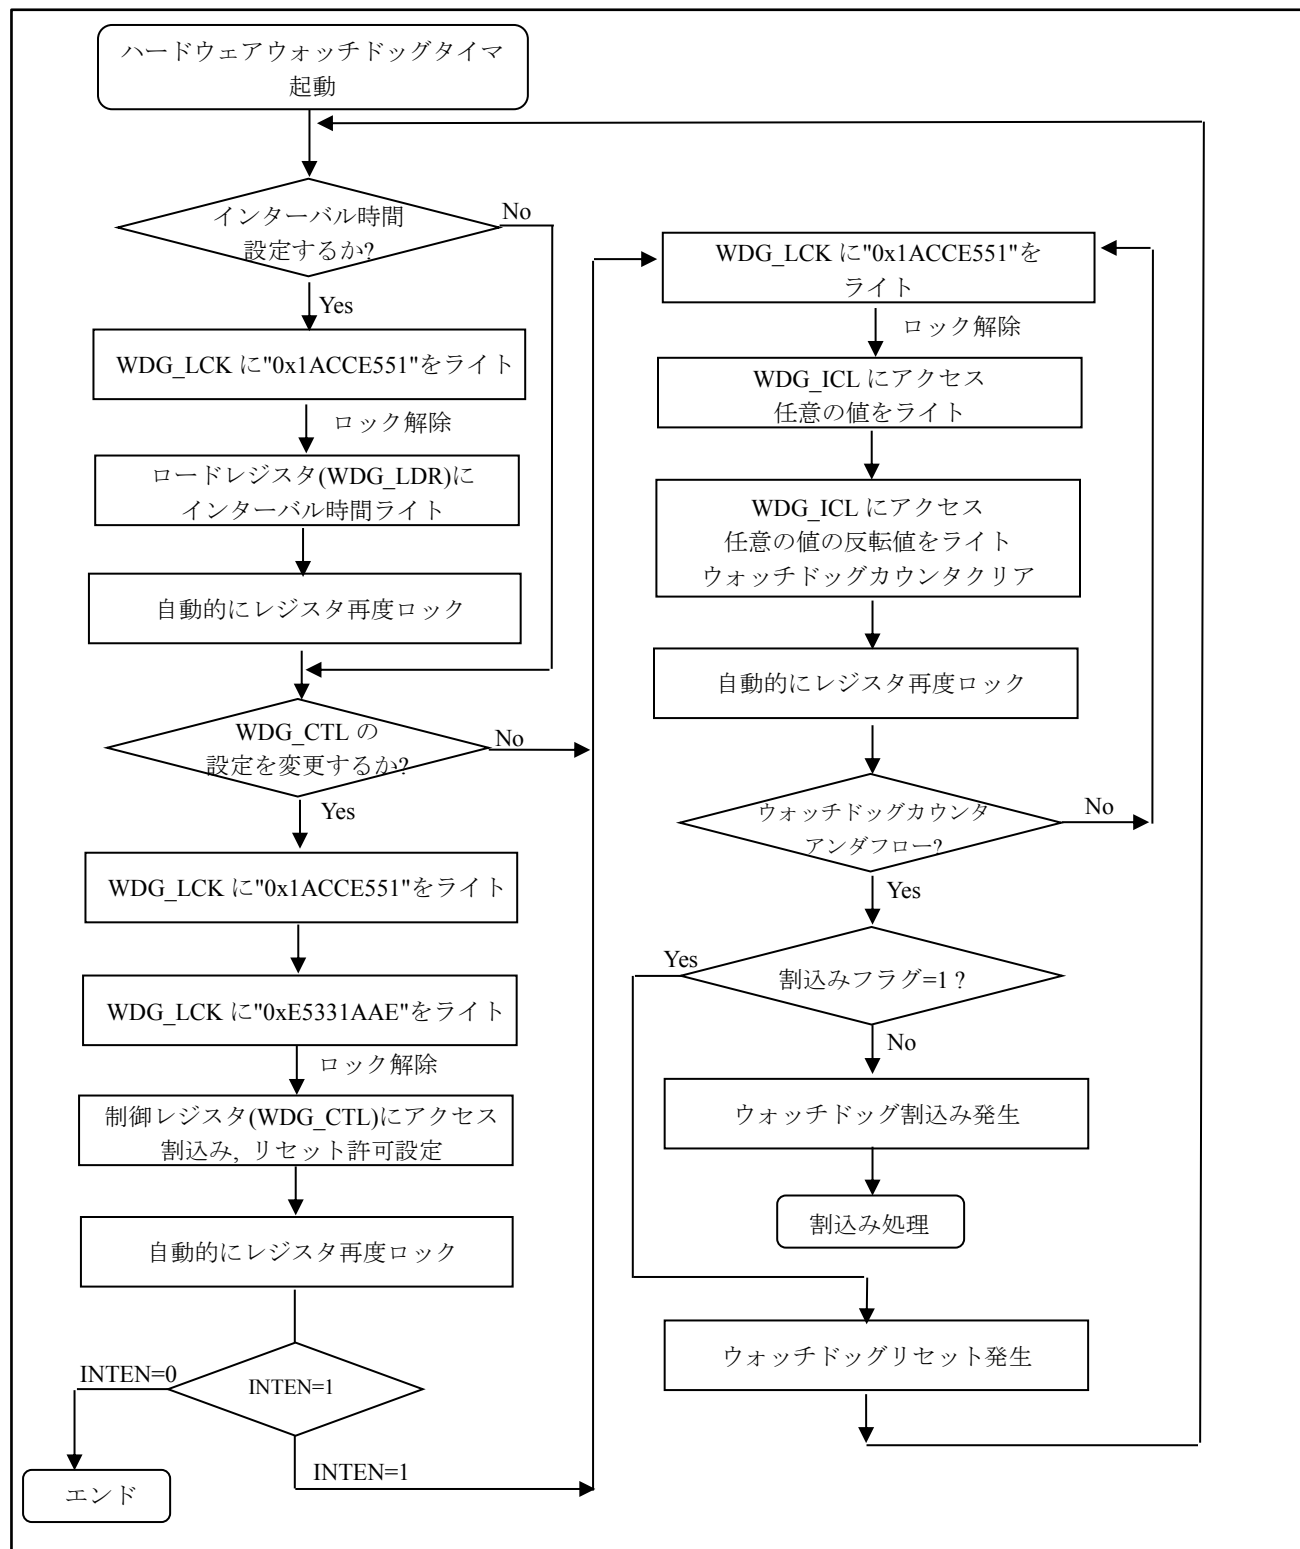 ハードウェアウォッチドッグタイマ
起動
インターバル時間
設定するか?
No
Yes
WDG_LCK に"0x1ACCE551"をライト
ロック解除
ロードレジスタ(WDG_LDR)に
インターバル時間ライト
自動的にレジスタ再度ロック
WDG_CTL の
設定を変更するか?
No
Yes
WDG_LCK に"0x1ACCE551"をライト
WDG_LCK に"0xE5331AAE"をライト
ロック解除
制御レジスタ(WDG_CTL)にアクセス
割込み, リセット許可設定
自動的にレジスタ再度ロック
INTEN=0
INTEN=1
INTEN=1
エンド
WDG_LCK に"0x1ACCE551"を
ライト
ロック解除
WDG_ICL にアクセス
任意の値をライト
WDG_ICL にアクセス
任意の値の反転値をライト
ウォッチドッグカウンタクリア
自動的にレジスタ再度ロック
ウォッチドッグカウンタ
アンダフロー?
No
Yes
Yes
割込みフラグ=1 ?
No
ウォッチドッグ割込み発生
割込み処理
ウォッチドッグリセット発生